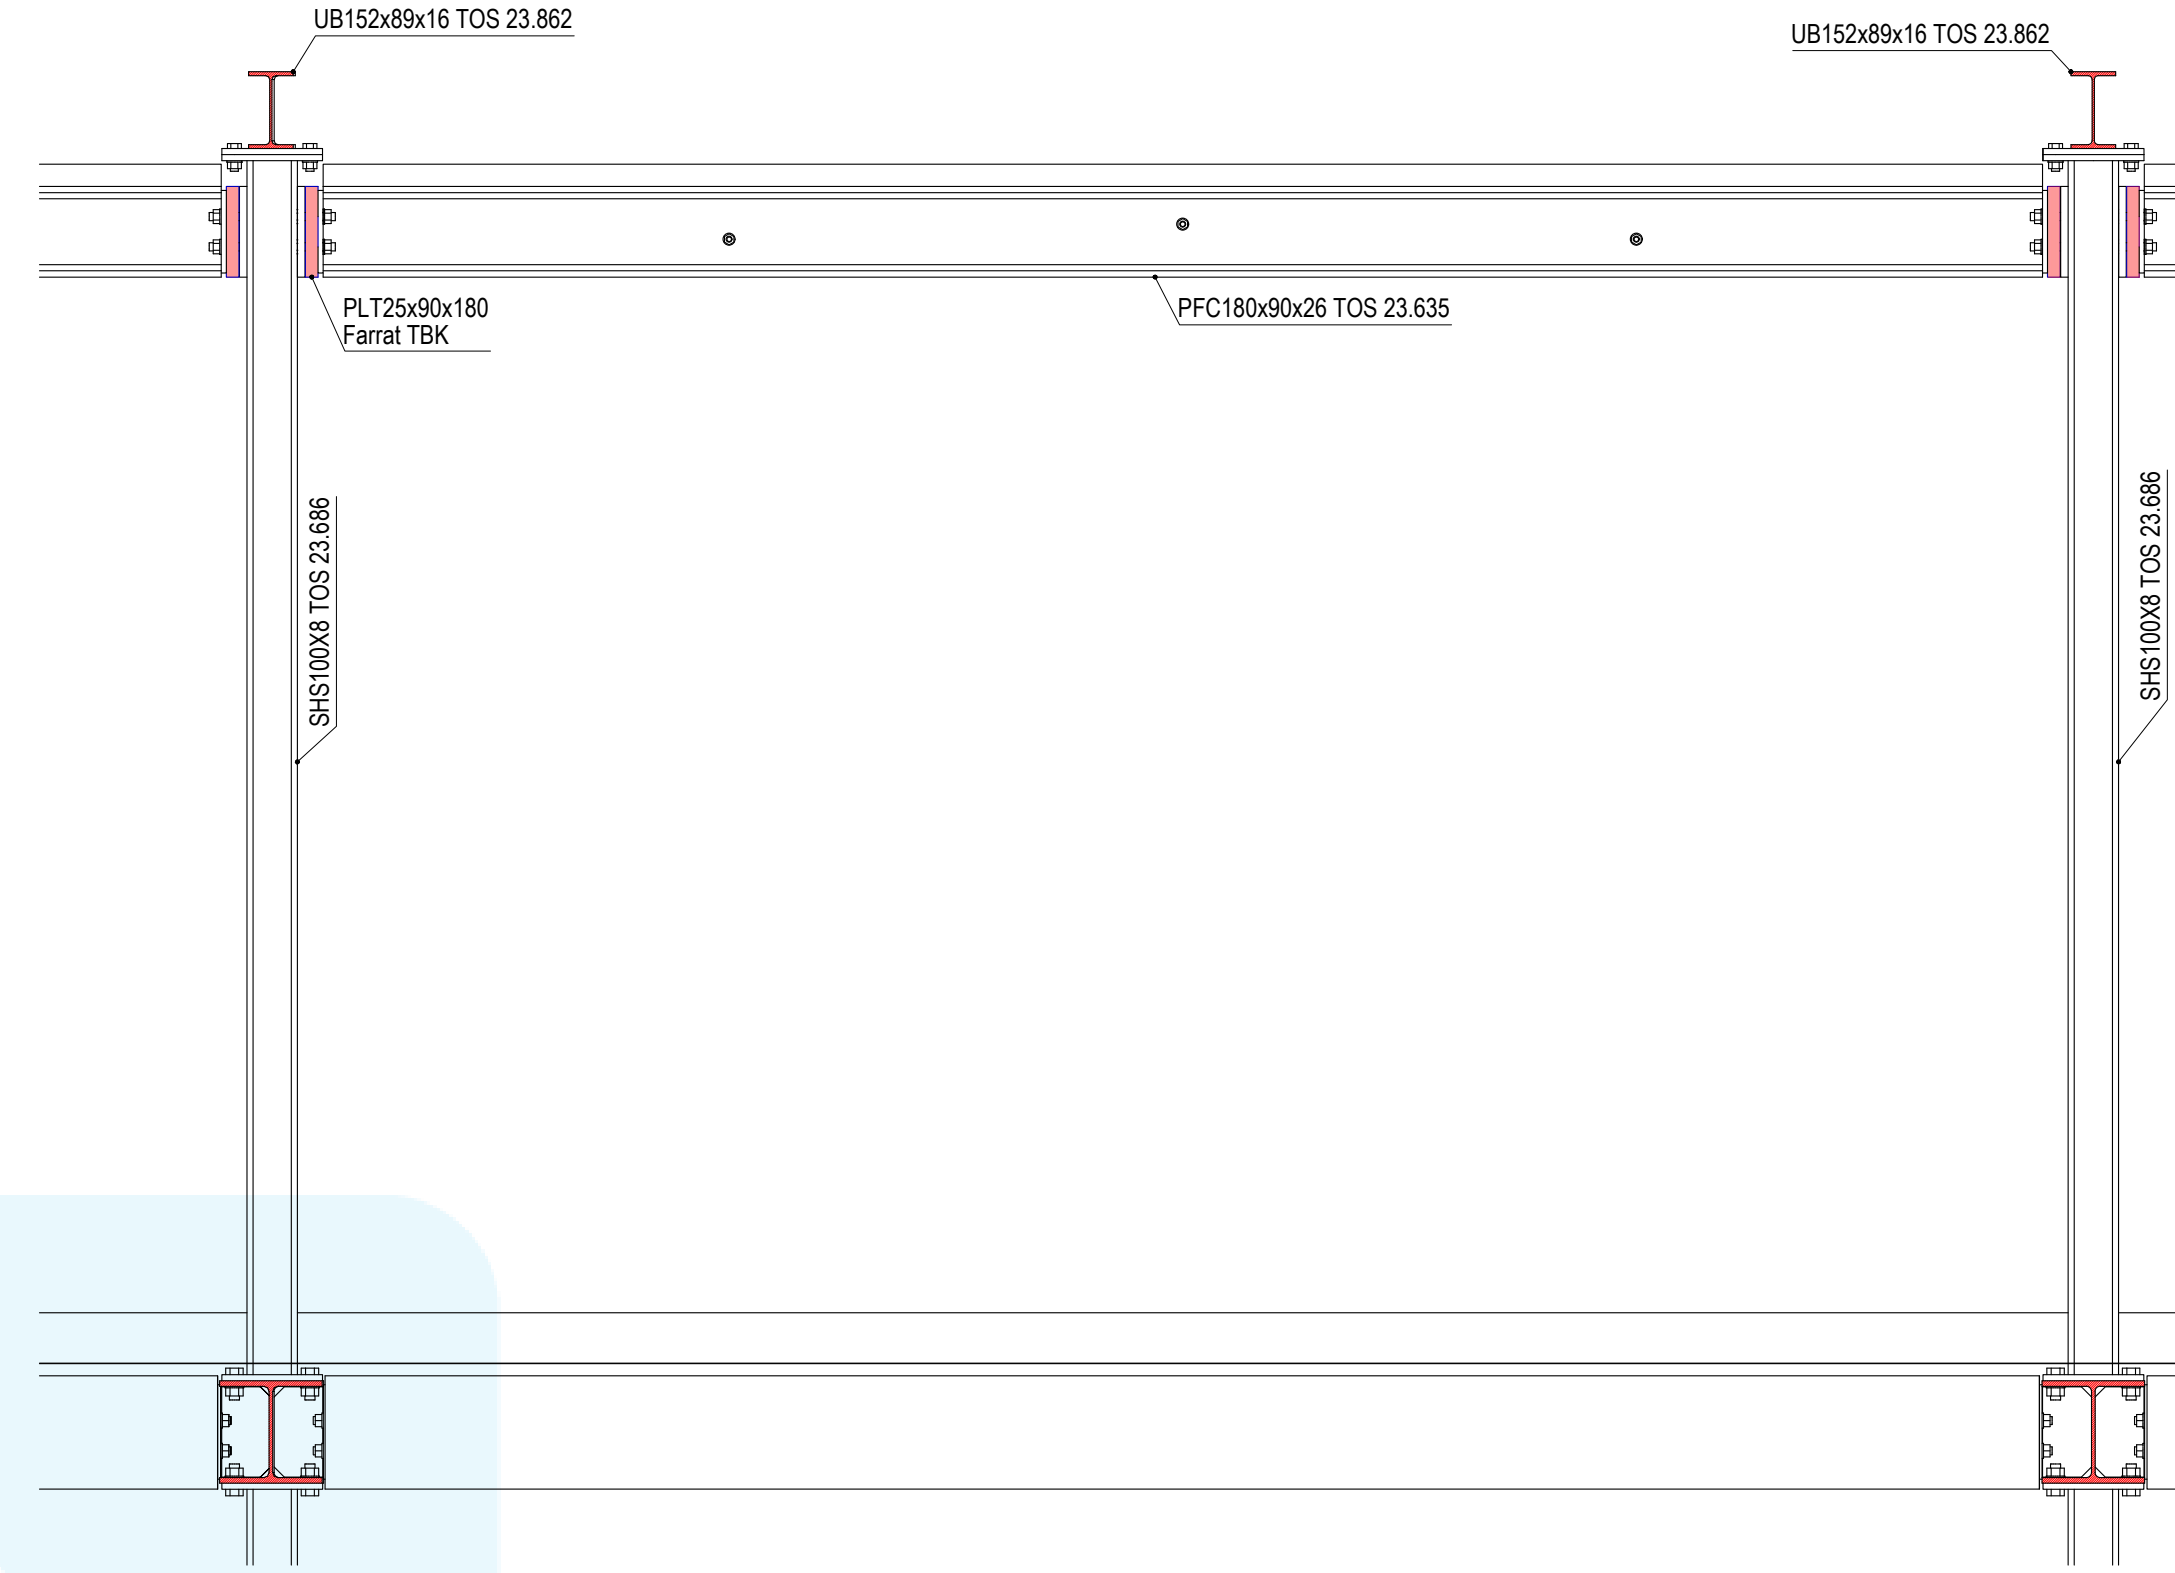 UB152x89x16 TOS 23.862
UB152x89x16 TOS 23.862
PLT25x90x180
Farrat TBK
PFC180x90x26 TOS 23.635
SHS100X8 TOS 23.686
SHS100X8 TOS 23.686